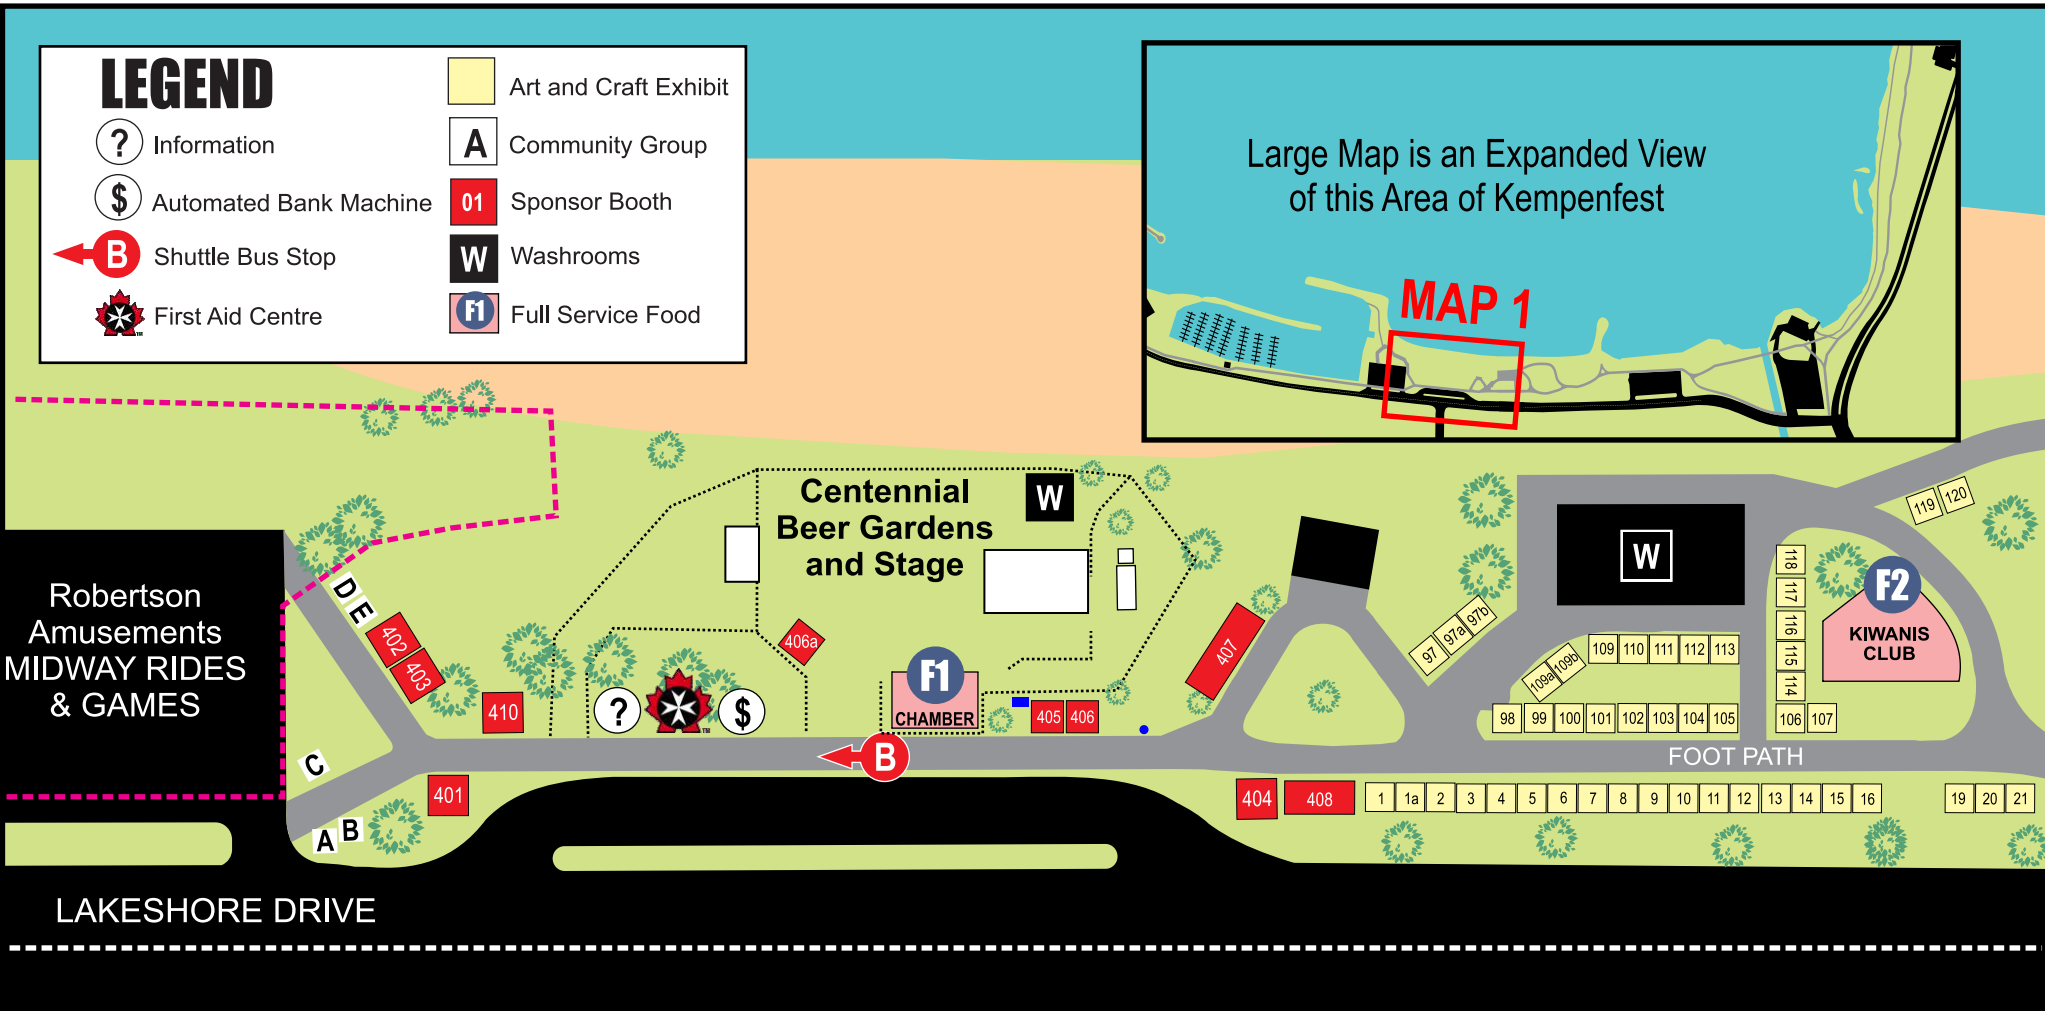 LEGEND
? Information
$ Automated Bank Machine
B Shuttle Bus Stop
First Aid Centre
TM
Art and Craft Exhibit
A Community Group
01 Sponsor Booth
W Washrooms
F1 Full Service Food
Large Map is an Expanded View
of this Area of Kempenfest
MAP 1
Centennial
Beer Gardens
and Stage
W
Robertson
Amusements
MIDWAY RIDES
& GAMES
D
E
402
403
410
C
A
B
401
?
TM
$
406a
F1
CHAMBER
405
406
B
407
404
408
W
97
97a
97b
109a
109b
109
110
111
112
113
98
99
100
101
102
103
104
105
118
117
116
115
114
106
107
119
120
F2
KIWANIS
CLUB
FOOT PATH
1
1a
2
3
4
5
6
7
8
9
10
11
12
13
14
15
16
19
20
21
LAKESHORE DRIVE